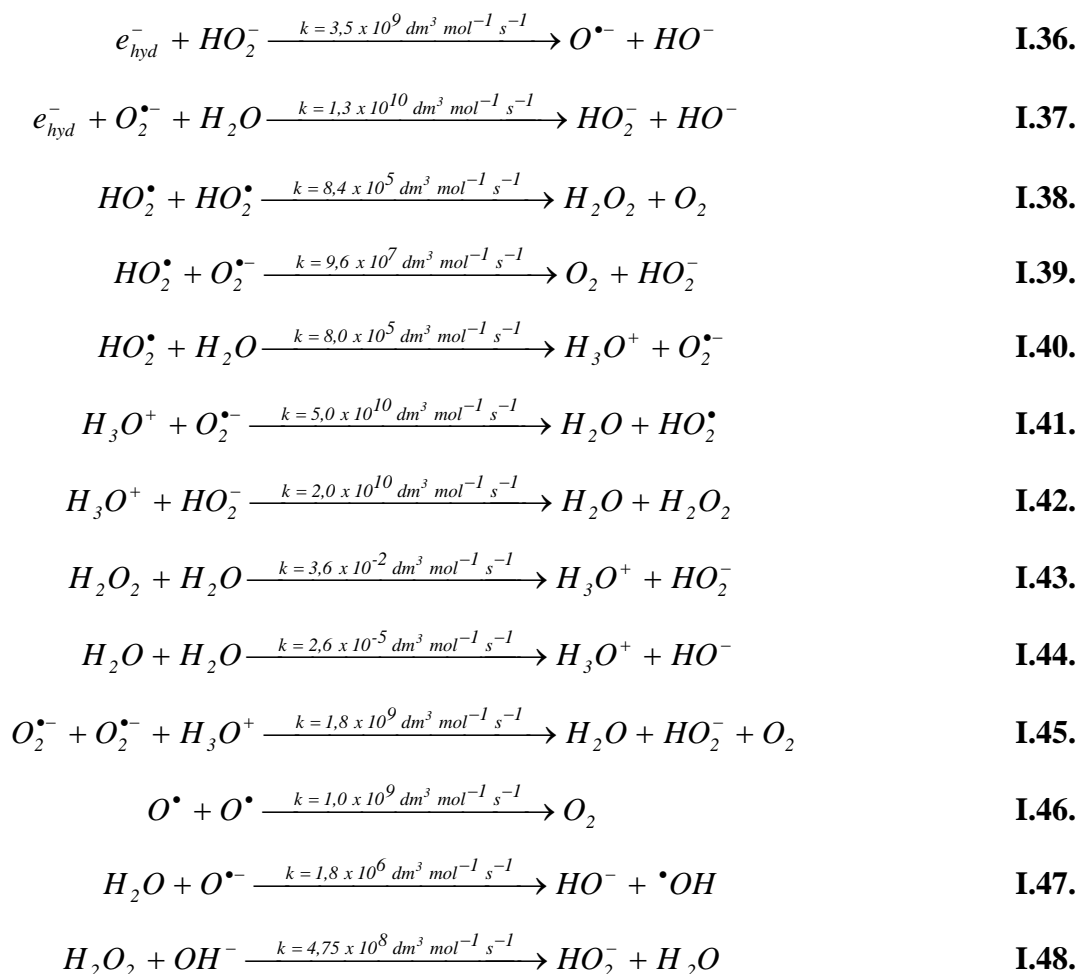 e⁻hyd + HO₂⁻ —k = 3,5 x 10⁹ dm³ mol⁻¹ s⁻¹→ O•⁻ + HO⁻ I.36.
e⁻hyd + O₂•⁻ + H₂O —k = 1,3 x 10¹⁰ dm³ mol⁻¹ s⁻¹→ HO₂⁻ + HO⁻ I.37.
HO₂• + HO₂• —k = 8,4 x 10⁵ dm³ mol⁻¹ s⁻¹→ H₂O₂ + O₂ I.38.
HO₂• + O₂•⁻ —k = 9,6 x 10⁷ dm³ mol⁻¹ s⁻¹→ O₂ + HO₂⁻ I.39.
HO₂• + H₂O —k = 8,0 x 10⁵ dm³ mol⁻¹ s⁻¹→ H₃O⁺ + O₂•⁻ I.40.
H₃O⁺ + O₂•⁻ —k = 5,0 x 10¹⁰ dm³ mol⁻¹ s⁻¹→ H₂O + HO₂• I.41.
H₃O⁺ + HO₂⁻ —k = 2,0 x 10¹⁰ dm³ mol⁻¹ s⁻¹→ H₂O + H₂O₂ I.42.
H₂O₂ + H₂O —k = 3,6 x 10⁻² dm³ mol⁻¹ s⁻¹→ H₃O⁺ + HO₂⁻ I.43.
H₂O + H₂O —k = 2,6 x 10⁻⁵ dm³ mol⁻¹ s⁻¹→ H₃O⁺ + HO⁻ I.44.
O₂•⁻ + O₂•⁻ + H₃O⁺ —k = 1,8 x 10⁹ dm³ mol⁻¹ s⁻¹→ H₂O + HO₂⁻ + O₂ I.45.
O• + O• —k = 1,0 x 10⁹ dm³ mol⁻¹ s⁻¹→ O₂ I.46.
H₂O + O•⁻ —k = 1,8 x 10⁶ dm³ mol⁻¹ s⁻¹→ HO⁻ + •OH I.47.
H₂O₂ + OH⁻ —k = 4,75 x 10⁸ dm³ mol⁻¹ s⁻¹→ HO₂⁻ + H₂O I.48.